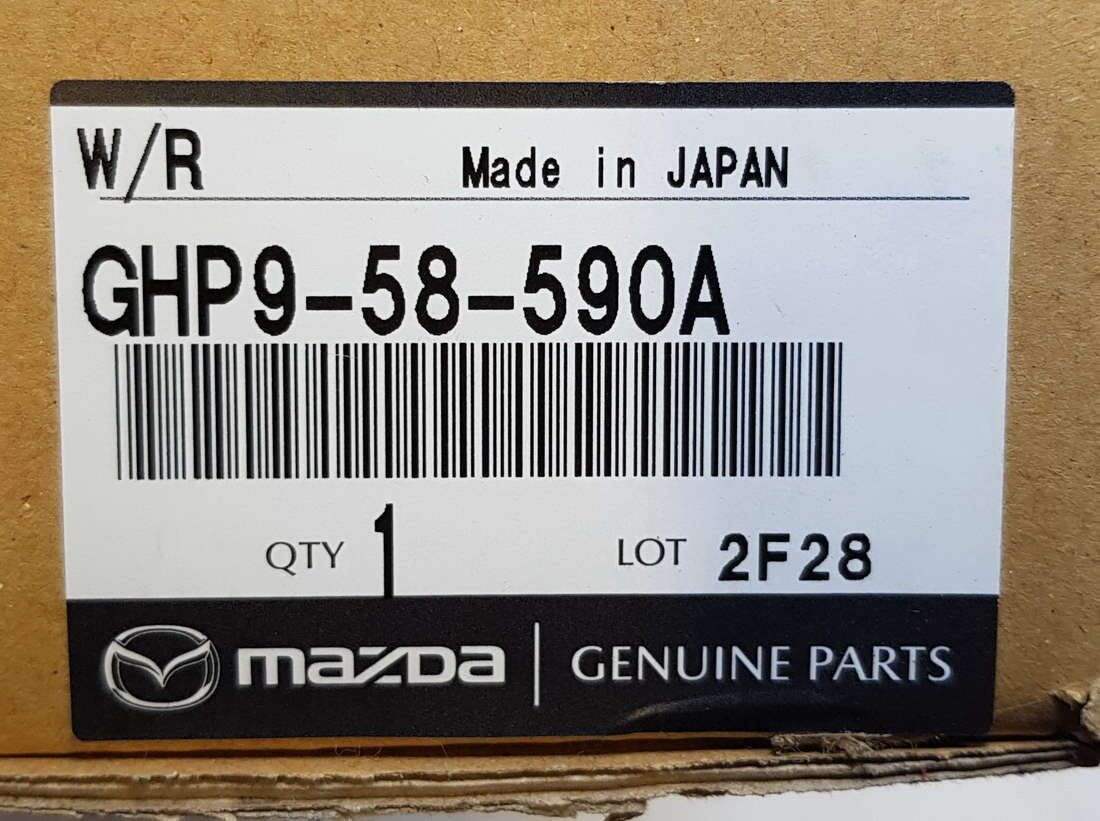 W/R Made in JAPAN
GHP9-58-590A
QTY 1 LOT 2F28
mazda GENUINE PARTS